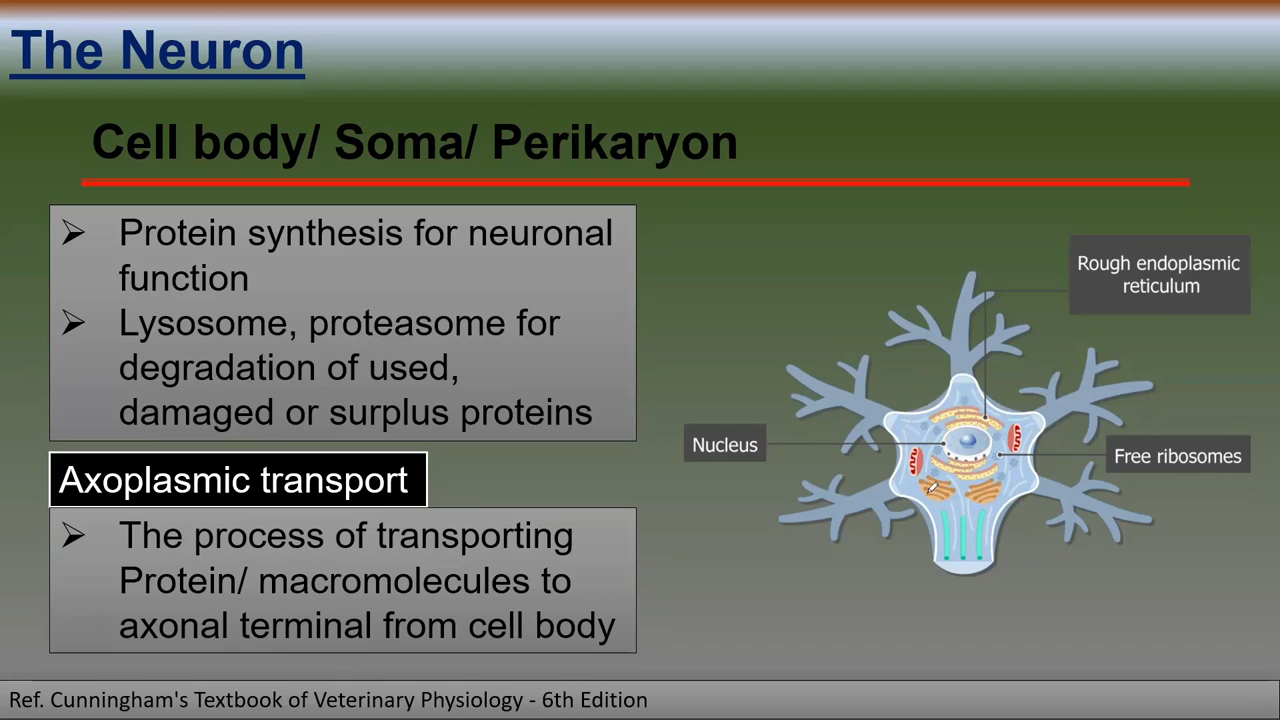 The Neuron
Cell body/ Soma/ Perikaryon
➢ Protein synthesis for neuronal
function
➢ Lysosome, proteasome for
degradation of used,
damaged or surplus proteins
Axoplasmic transport
➢ The process of transporting
Protein/ macromolecules to
axonal terminal from cell body
Rough endoplasmic
reticulum
Nucleus
Free ribosomes
Ref. Cunningham's Textbook of Veterinary Physiology - 6th Edition